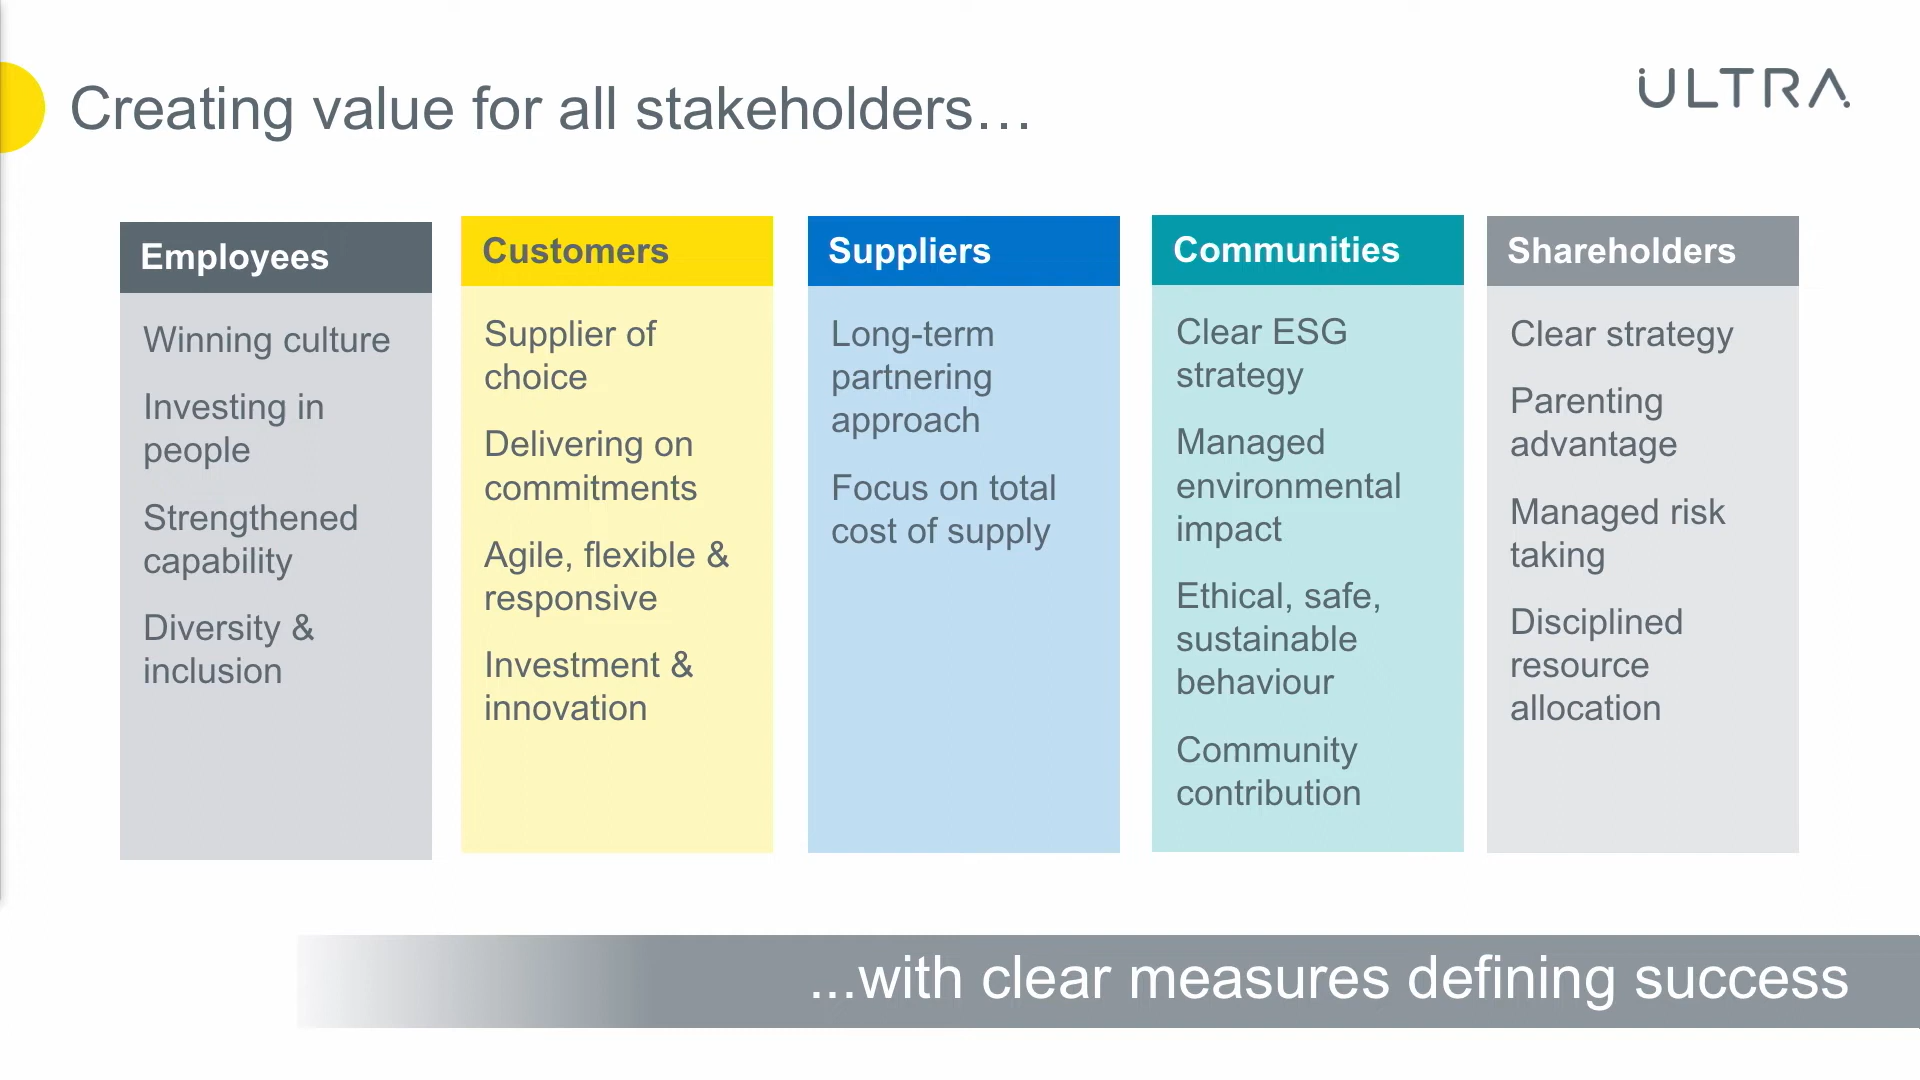 Creating value for all stakeholders…
ULTRA
Employees
Winning culture
Investing in
people
Strengthened
capability
Diversity &
inclusion
Customers
Supplier of
choice
Delivering on
commitments
Agile, flexible &
responsive
Investment &
innovation
Suppliers
Long-term
partnering
approach
Focus on total
cost of supply
Communities
Clear ESG
strategy
Managed
environmental
impact
Ethical, safe,
sustainable
behaviour
Community
contribution
Shareholders
Clear strategy
Parenting
advantage
Managed risk
taking
Disciplined
resource
allocation
...with clear measures defining success